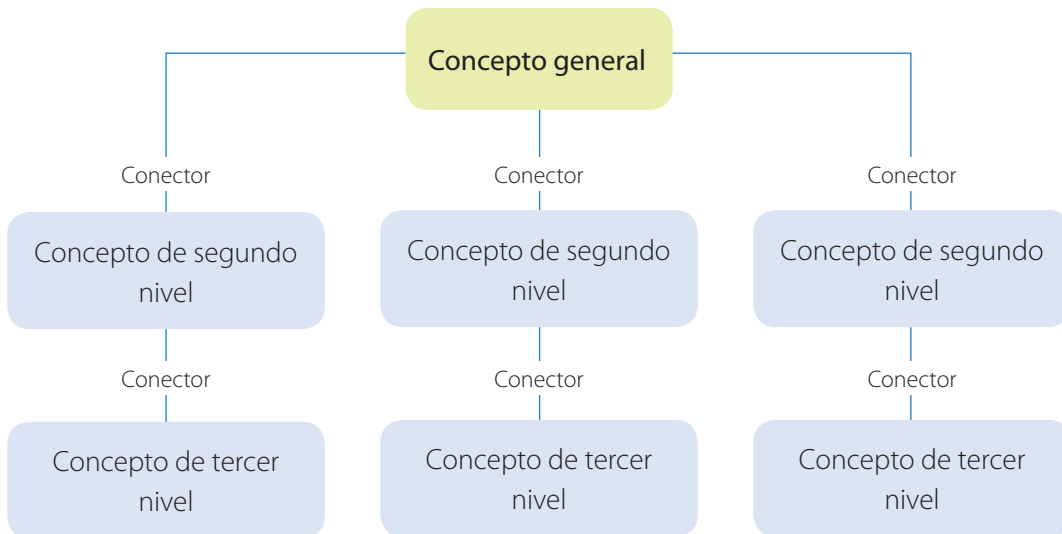 Concepto general
Conector
Conector
Conector
Concepto de segundo
nivel
Concepto de segundo
nivel
Concepto de segundo
nivel
Conector
Conector
Conector
Concepto de tercer
nivel
Concepto de tercer
nivel
Concepto de tercer
nivel